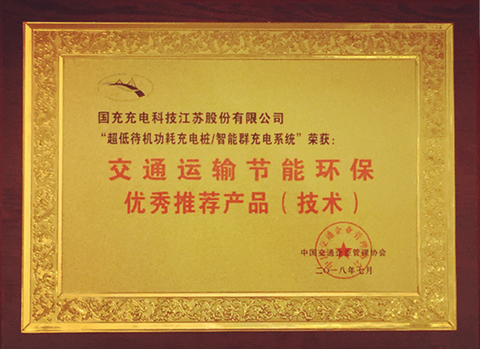 国充充电科技江苏股份有限公司
“超低待机功耗充电桩/智能群充电系统”荣获：
交通运输节能环保
优秀推荐产品（技术）
中国交通企业管理协会
二〇一八年七月